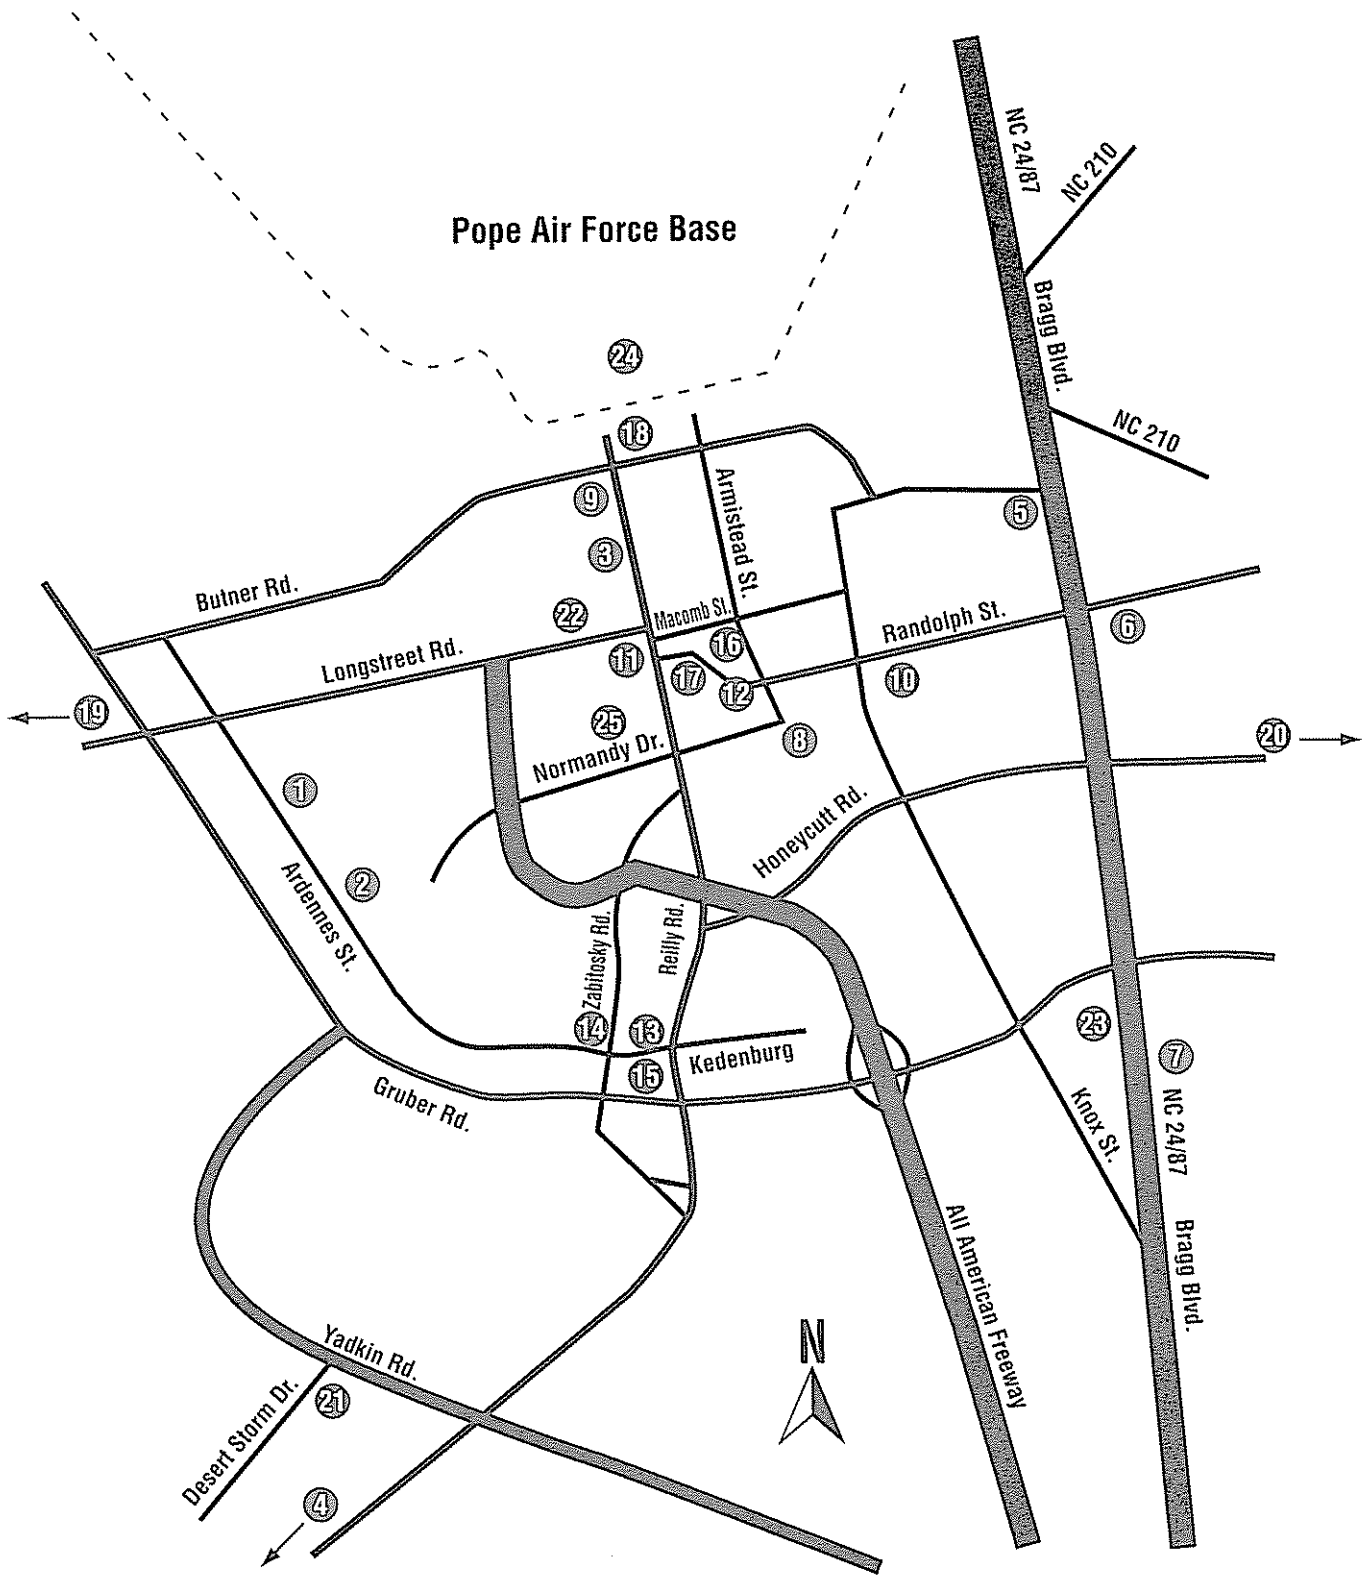 NC 24/87
NC 210
Pope Air Force Base
Bragg Blvd.
24
NC 210
18
Armistead St.
9
5
3
Butner Rd.
22
Macomb St.
Randolph St.
6
16
Longstreet Rd.
11
17
12
10
19
25
8
20
Normandy Dr.
1
Honeycutt Rd.
2
Ardennes St.
Zabitosky Rd.
Reilly Rd.
14
13
23
Kedenburg
7
15
Gruber Rd.
Knox St.
NC 24/87
All American Freeway
Bragg Blvd.
N
Yadkin Rd.
21
Desert Storm Dr.
4